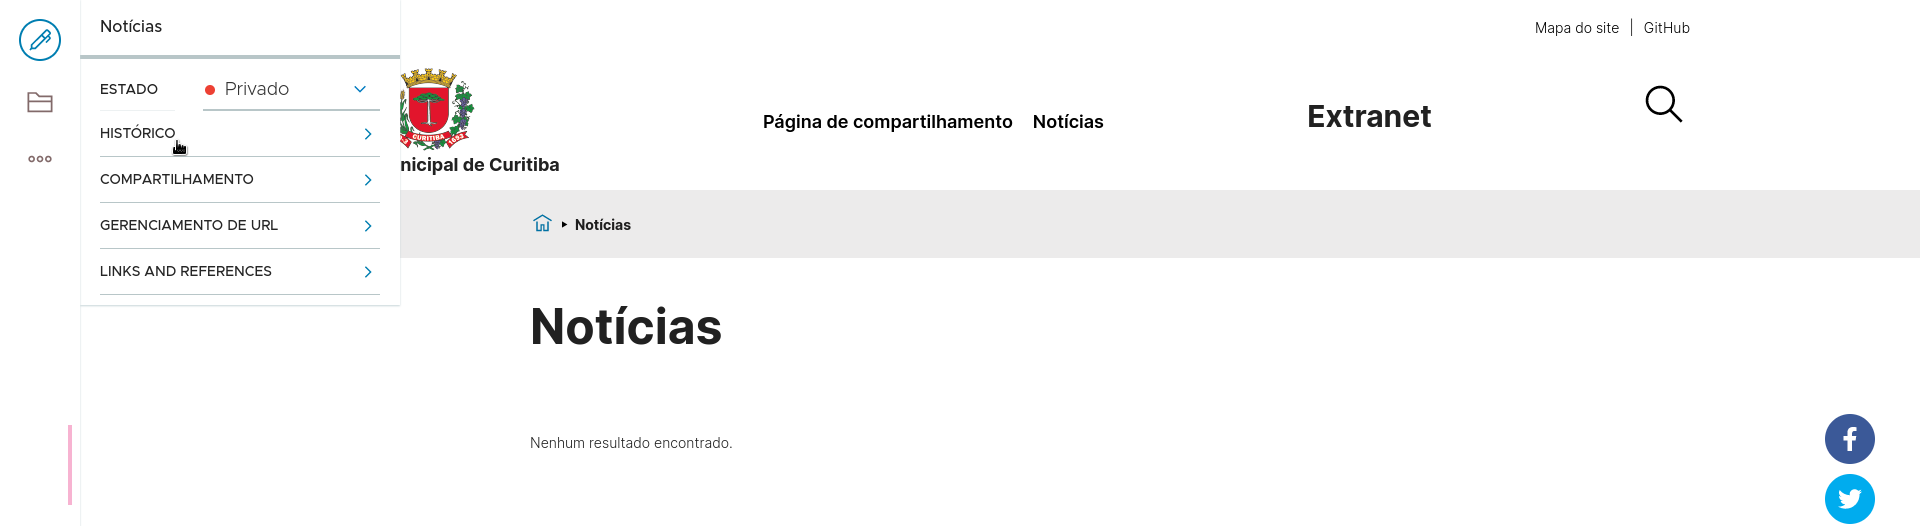 Notícias
ESTADO
Privado
HISTÓRICO
COMPARTILHAMENTO
GERENCIAMENTO DE URL
LINKS AND REFERENCES
Mapa do site | GitHub
CURITIBA
nicipal de Curitiba
Página de compartilhamento Notícias
Extranet
Notícias
Notícias
Nenhum resultado encontrado.